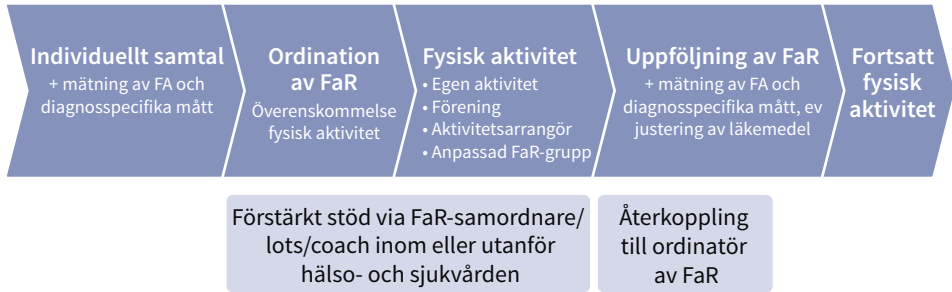 Individuellt samtal
+ mätning av FA och
diagnosspecifika mått
Ordination
av FaR
Överenskommelse
fysisk aktivitet
Fysisk aktivitet
• Egen aktivitet
• Förening
• Aktivitetsarrangör
• Anpassad FaR-grupp
Uppföljning av FaR
+ mätning av FA och
diagnosspecifika mått, ev
justering av läkemedel
Fortsatt
fysisk
aktivitet
Förstärkt stöd via FaR-samordnare/
lots/coach inom eller utanför
hälso- och sjukvården
Återkoppling
till ordinatör
av FaR